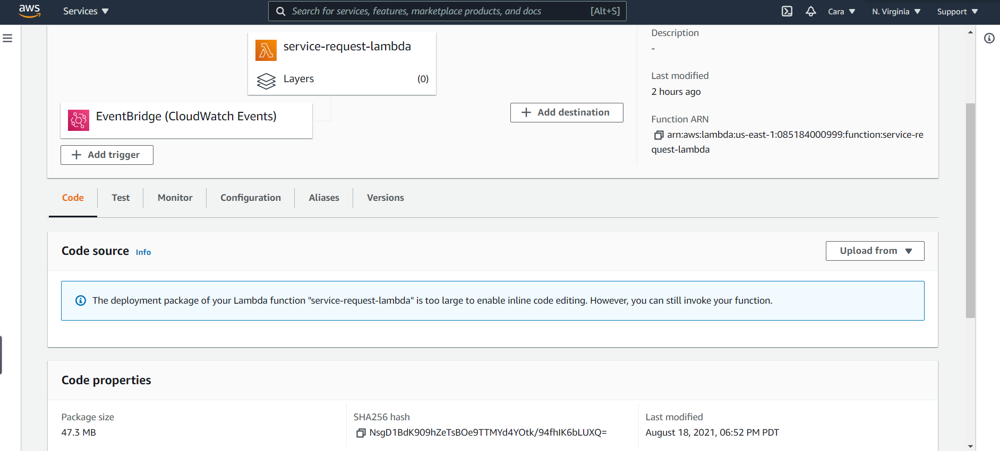 aws
Services
Search for services, features, marketplace products, and docs [Alt+S]
Cara
N. Virginia
Support
service-request-lambda
Layers (0)
EventBridge (CloudWatch Events)
Add trigger
Add destination
Description
-
Last modified
2 hours ago
Function ARN
arn:aws:lambda:us-east-1:085184000999:function:service-re
quest-lambda
Code
Test
Monitor
Configuration
Aliases
Versions
Code source Info
Upload from
The deployment package of your Lambda function "service-request-lambda" is too large to enable inline code editing. However, you can still invoke your function.
Code properties
Package size
47.3 MB
SHA256 hash
NsgD1BdK909hZeTsBOe9TTMYd4YOtk/94fhIK6bLUXQ=
Last modified
August 18, 2021, 06:52 PM PDT